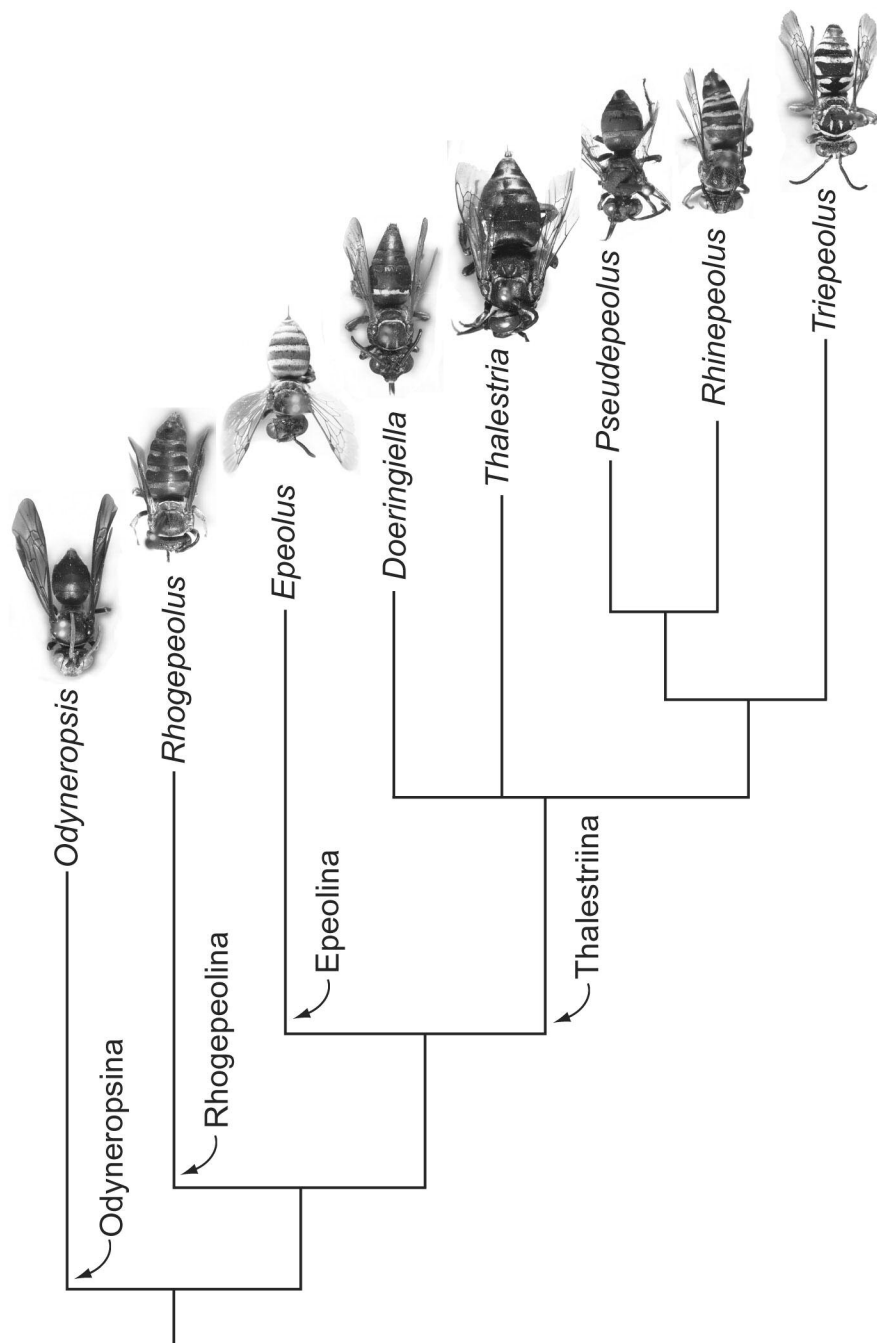 Odyneropsis
Rhogepeolus
Epeolus
Doeringiella
Thalestria
Pseudepeolus
Rhinepeolus
Triepeolus
Odyneropsina
Rhogepeolina
Epeolina
Thalestriina